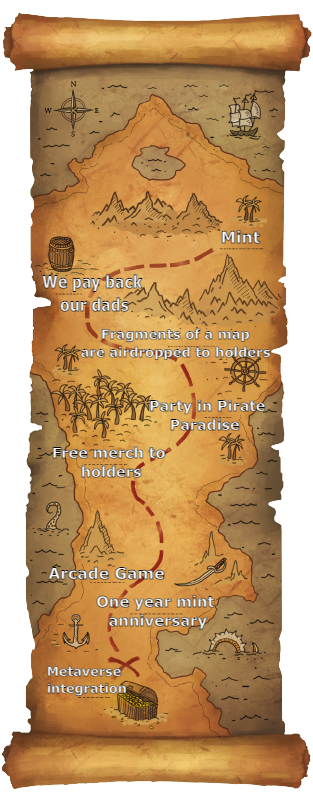 N
W E
S
Mint
We pay back
our dads
Fragments of a map
are airdropped to holders
Party in Pirate
Paradise
Free merch to
holders
Arcade Game
One year mint
anniversary
Metaverse
integration